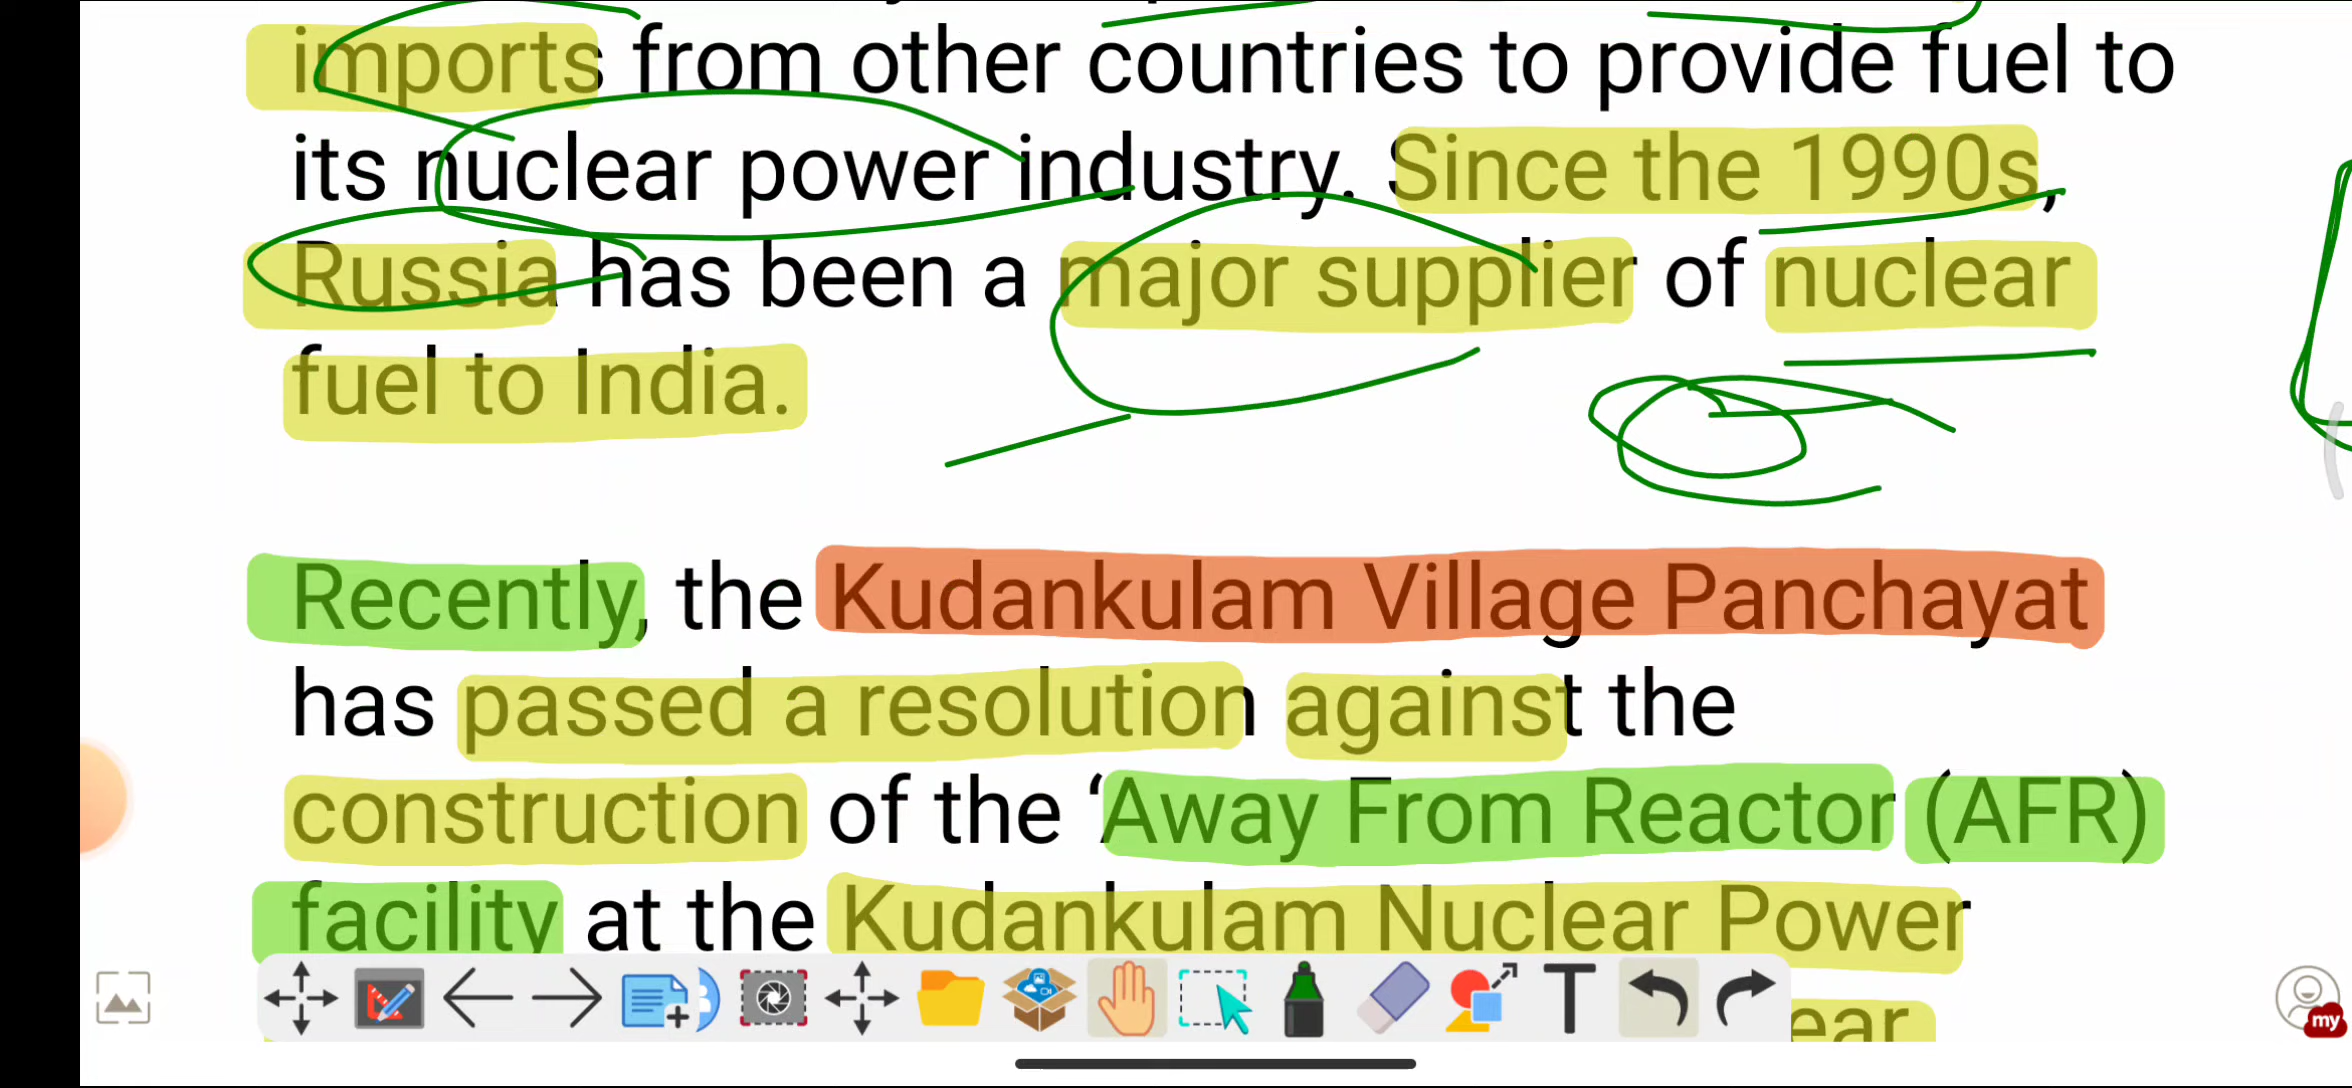 imports from other countries to provide fuel to
its nuclear power industry. Since the 1990s,
Russia has been a major supplier of nuclear
fuel to India.
Recently, the Kudankulam Village Panchayat
has passed a resolution against the
construction of the ‘Away From Reactor (AFR)
facility at the Kudankulam Nuclear Power
T
my